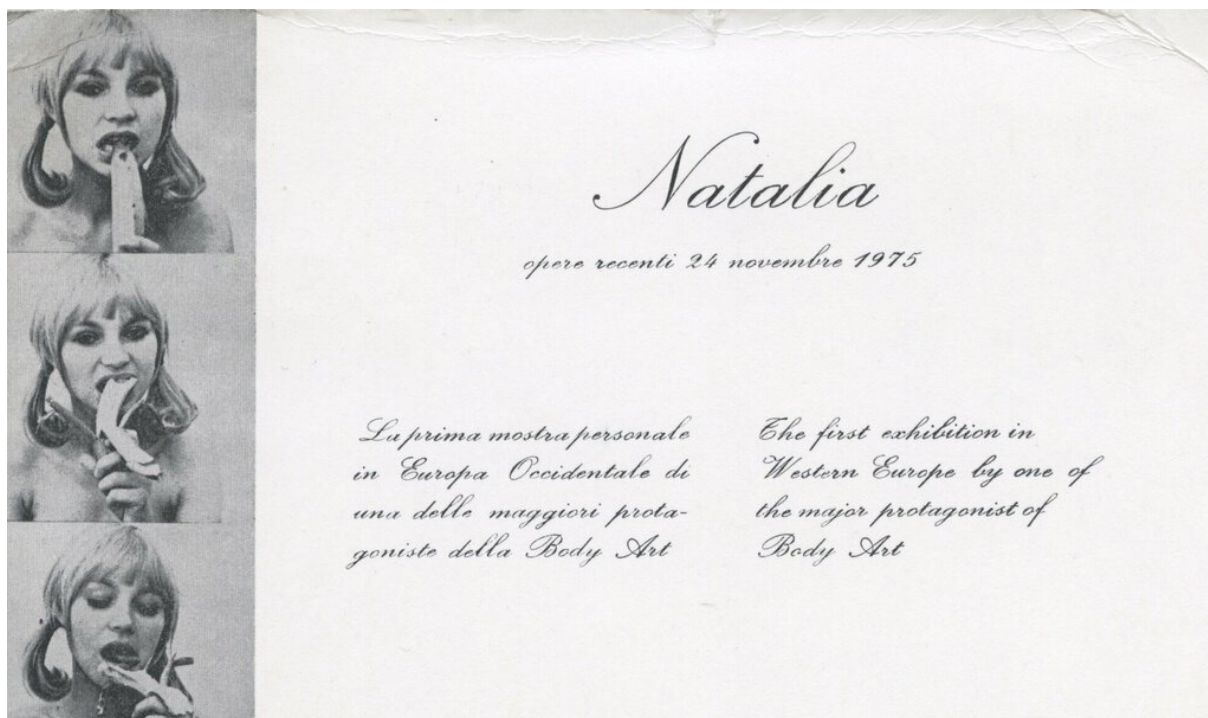 Natalia
opere recenti 24 novembre 1975
La prima mostra personale
in Europa Occidentale di
una delle maggiori prota-
goniste della Body Art
The first exhibition in
Western Europe by one of
the major protagonist of
Body Art